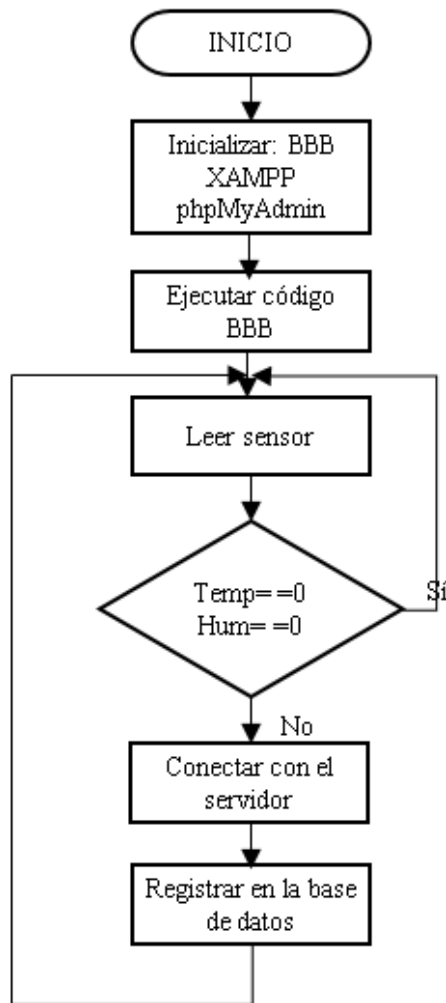 INICIO
Inicializar: BBB
XAMPP
phpMyAdmin
Ejecutar código
BBB
Leer sensor
Temp= =0
Hum= =0
Sí
No
Conectar con el
servidor
Registrar en la base
de datos